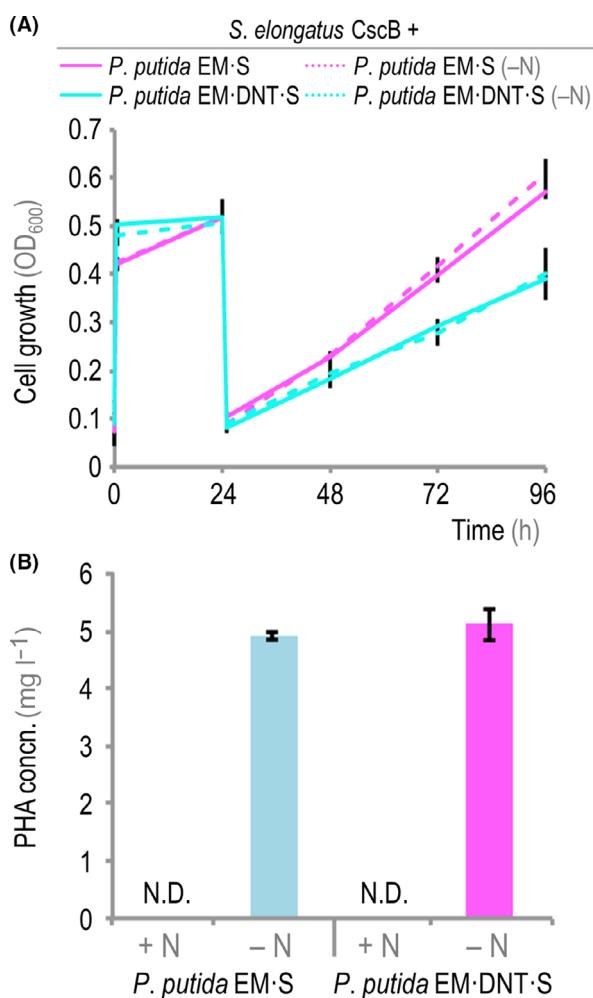 (A)
S. elongatus CscB +
P. putida EM·S
P. putida EM·S (–N)
P. putida EM·DNT·S
P. putida EM·DNT·S (–N)
0.7
0.6
0.5
0.4
0.3
0.2
0.1
0
Cell growth (OD600)
0 24 48 72 96
Time (h)
(B)
6
5
4
3
2
1
0
PHA concn. (mg l–1)
N.D. N.D.
+ N – N + N – N
P. putida EM·S P. putida EM·DNT·S